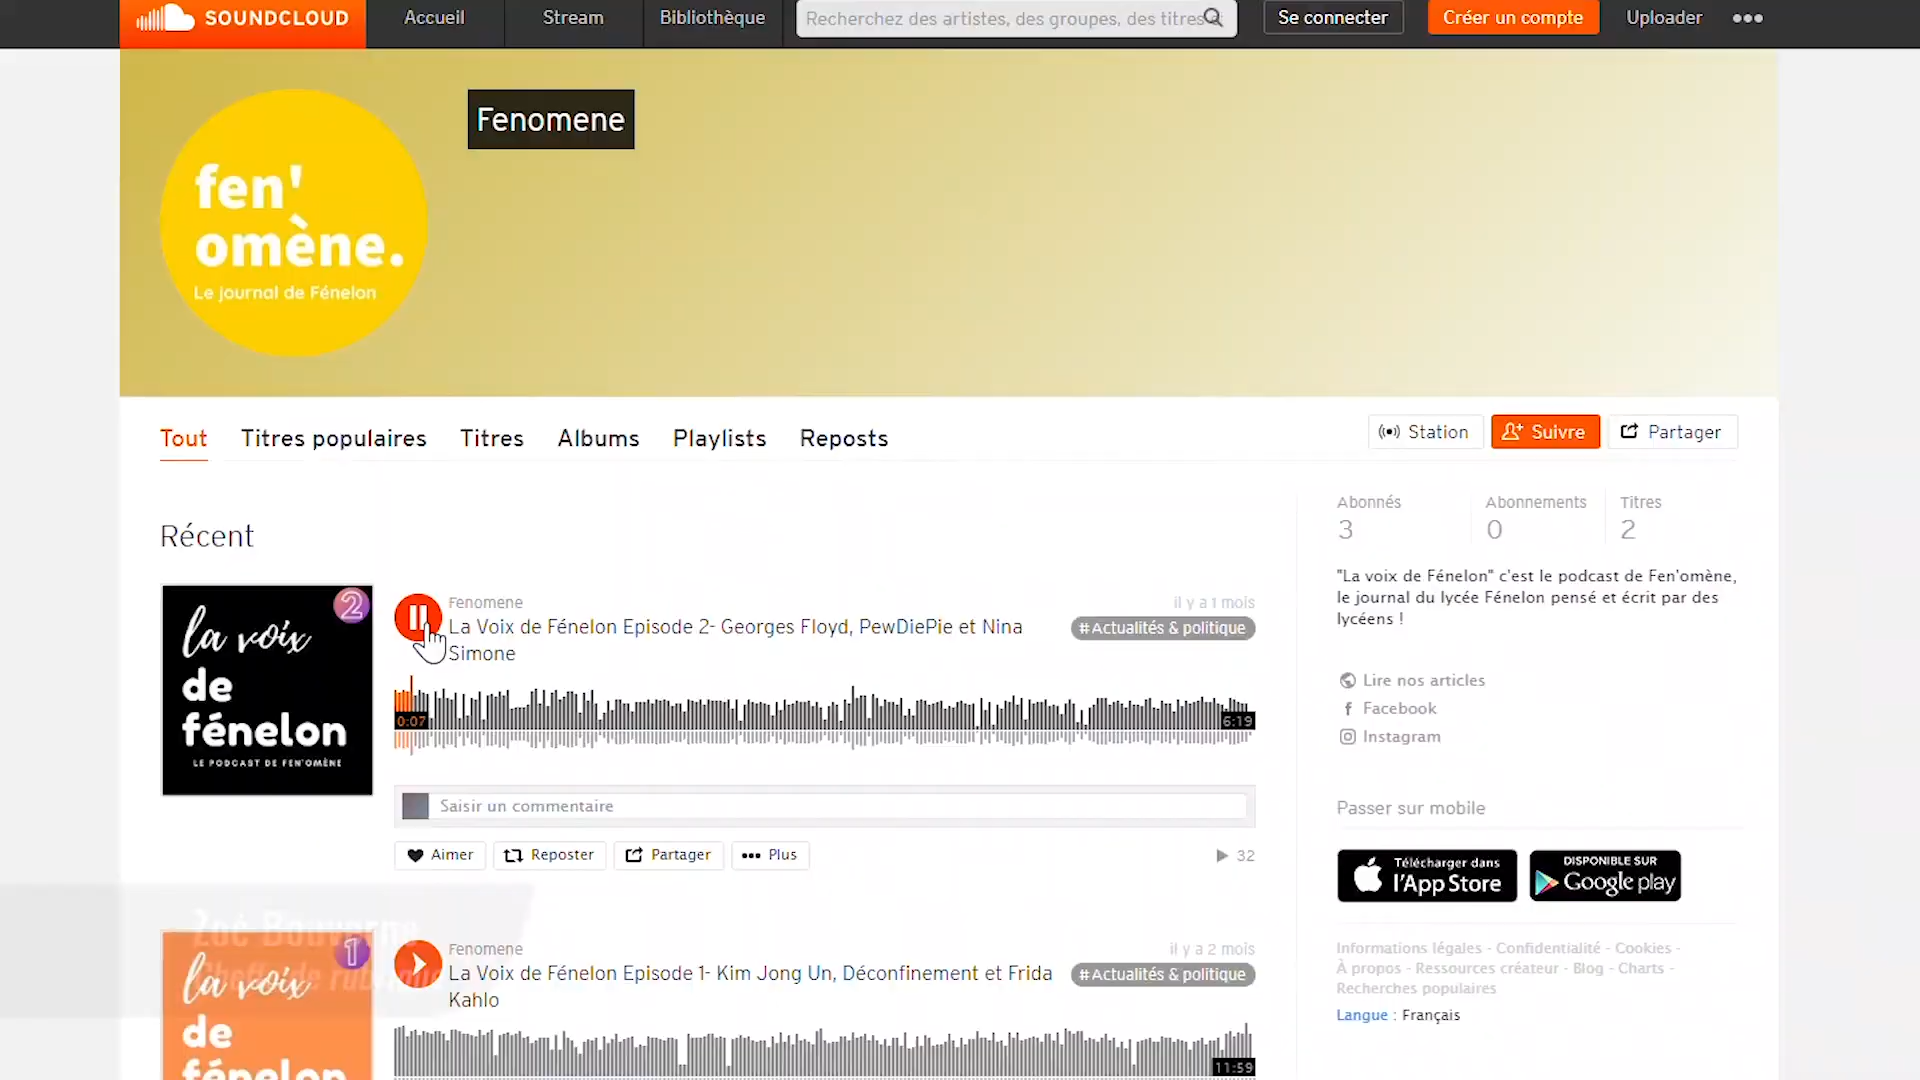 SOUNDCLOUD
Accueil
Stream
Bibliothèque
Recherchez des artistes, des groupes, des titres
Se connecter
Créer un compte
Uploader
fen'
omène.
Le journal de Fénelon
Fenomene
Tout
Titres populaires
Titres
Albums
Playlists
Reposts
Station
Suivre
Partager
Récent
la voix
2
de
fénelon
LE PODCAST DE FEN'OMÈNE
Fenomene
il y a 1 mois
La Voix de Fénelon Episode 2- Georges Floyd, PewDiePie et Nina
Simone
#Actualités & politique
0:07
6:19
Saisir un commentaire
Aimer
Reposter
Partager
Plus
32
la voix
1
de
fénelon
Fenomene
il y a 2 mois
La Voix de Fénelon Episode 1- Kim Jong Un, Déconfinement et Frida
Kahlo
#Actualités & politique
11:59
Zoé
Abonnés
3
Abonnements
0
Titres
2
"La voix de Fénelon" c'est le podcast de Fen'omène,
le journal du lycée Fénelon pensé et écrit par des
lycéens !
Lire nos articles
Facebook
Instagram
Passer sur mobile
Télécharger dans
l'App Store
DISPONIBLE SUR
Google play
Informations légales - Confidentialité - Cookies -
À propos - Ressources créateur - Blog - Charts -
Recherches populaires
Langue : Français